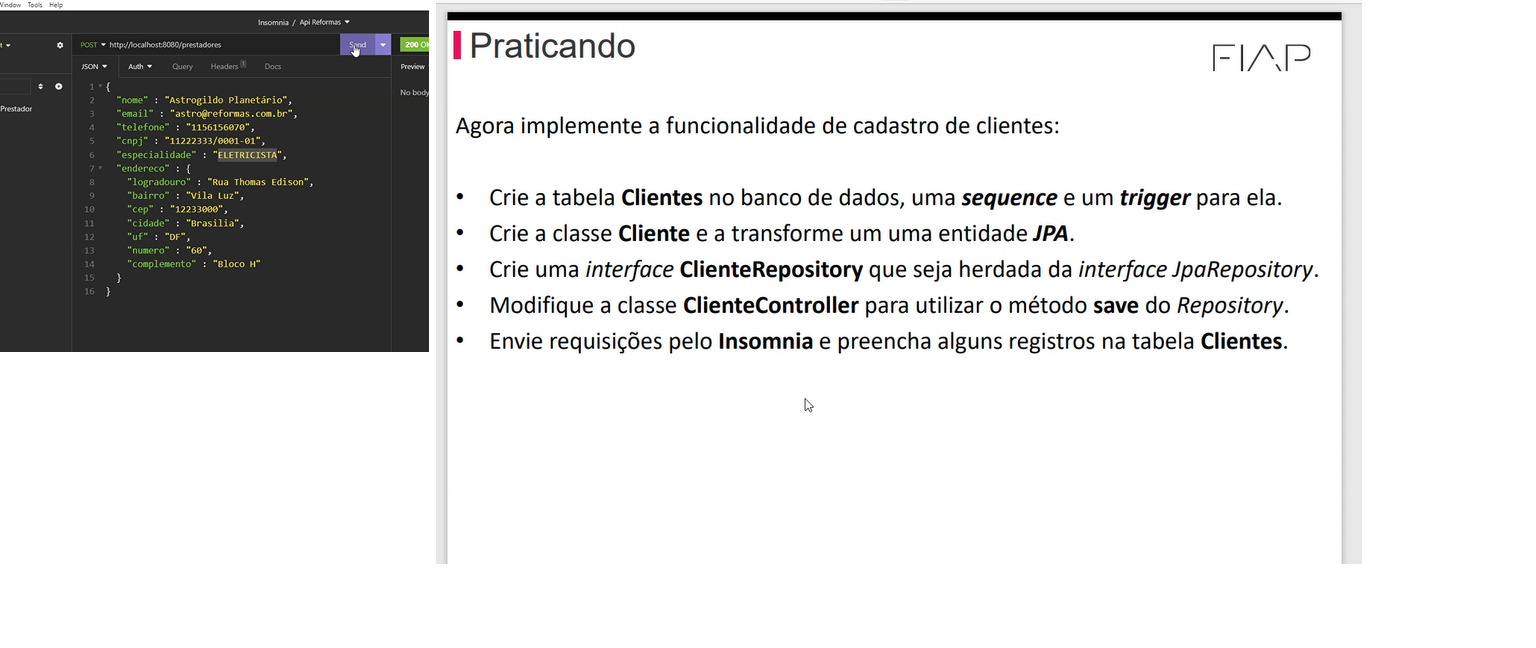 Window Tools Help
Insomnia / Api Reformas
POST http://localhost:8080/prestadores Send 200 OK
JSON Auth Query Headers 1 Docs Preview
1 {
2 "nome" : "Astrogildo Planetário",
3 "email" : "astro@reformas.com.br",
4 "telefone" : "1156156070",
5 "cnpj" : "11222333/0001-01",
6 "especialidade" : "ELETRICISTA",
7 "endereco" : {
8 "logradouro" : "Rua Thomas Edison",
9 "bairro" : "Vila Luz",
10 "cep" : "12233000",
11 "cidade" : "Brasilia",
12 "uf" : "DF",
13 "numero" : "60",
14 "complemento" : "Bloco H"
15 }
16 }
No body
Prestador
Praticando
FIAP
Agora implemente a funcionalidade de cadastro de clientes:
• Crie a tabela Clientes no banco de dados, uma sequence e um trigger para ela.
• Crie a classe Cliente e a transforme um uma entidade JPA.
• Crie uma interface ClienteRepository que seja herdada da interface JpaRepository.
• Modifique a classe ClienteController para utilizar o método save do Repository.
• Envie requisições pelo Insomnia e preencha alguns registros na tabela Clientes.